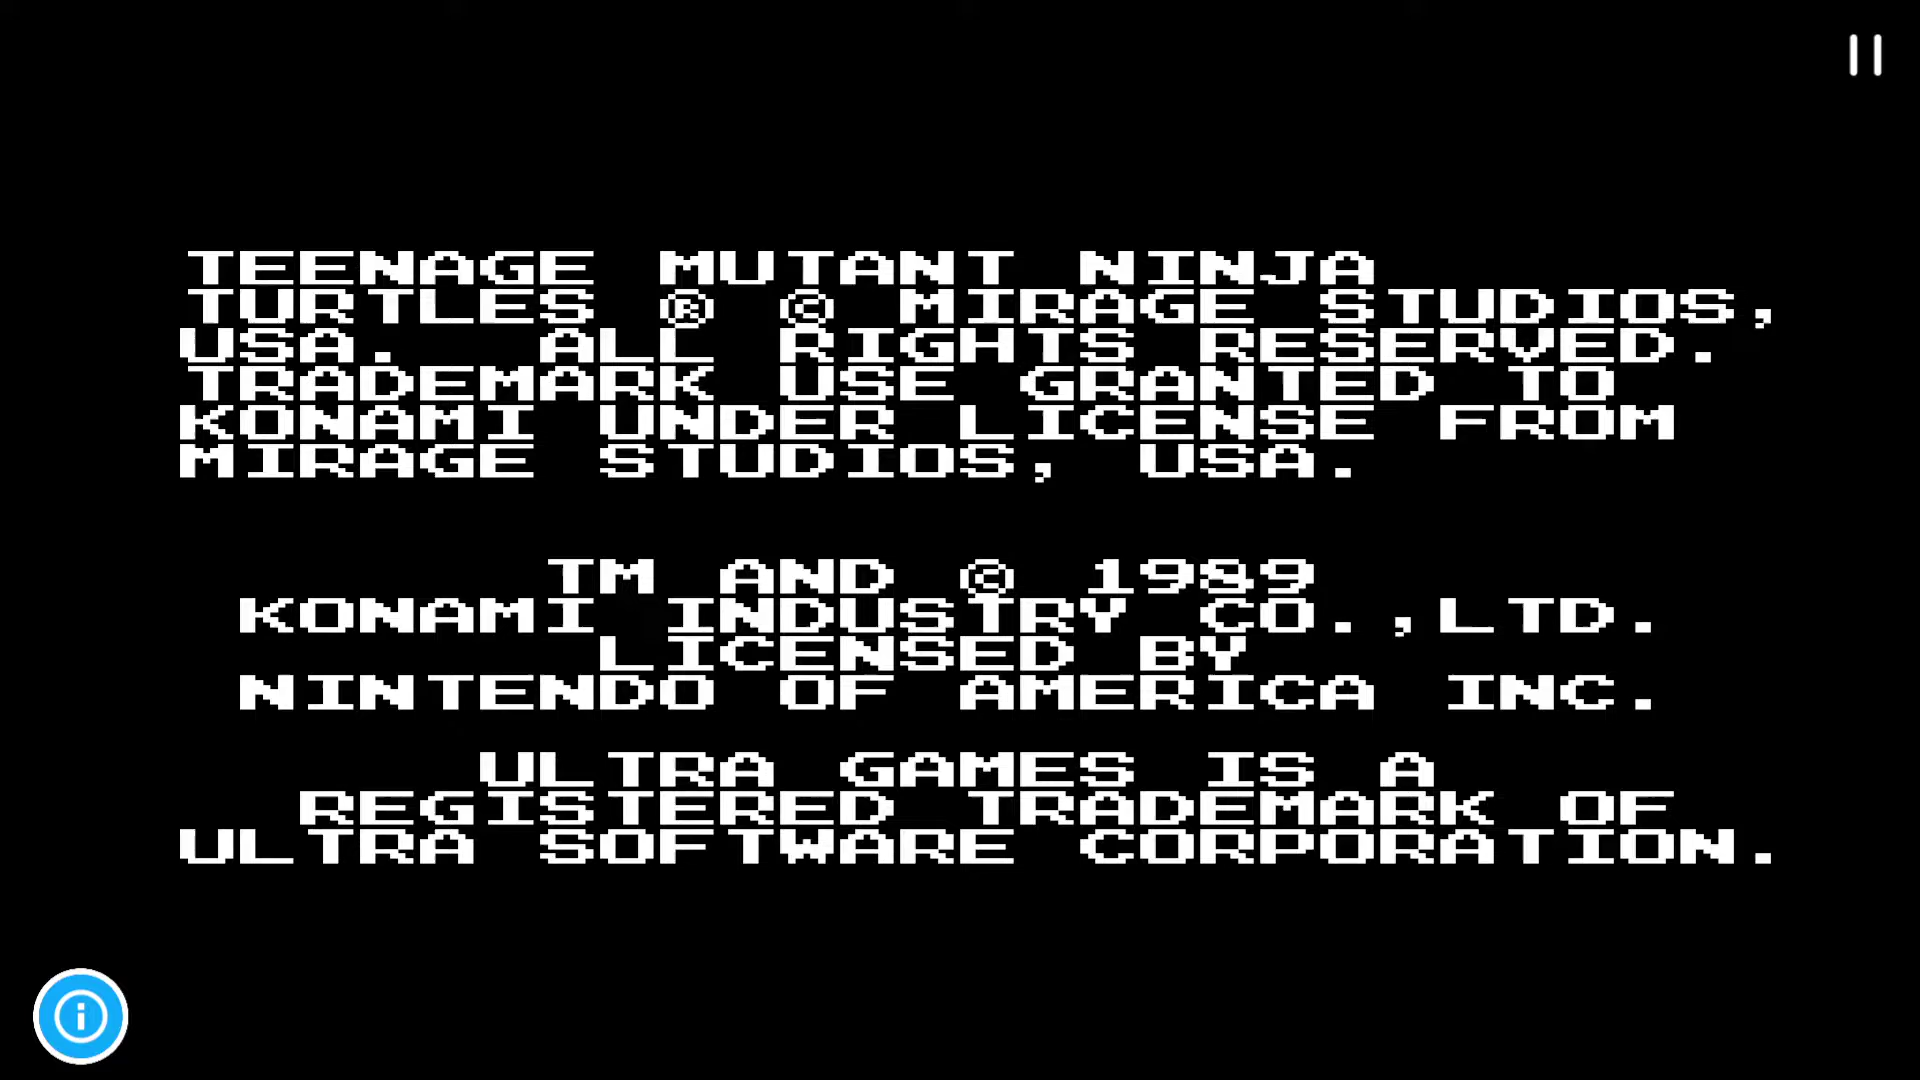 TEENAGE MUTANT NINJA
TURTLES ® © MIRAGE STUDIOS,
USA. ALL RIGHTS RESERVED.
TRADEMARK USE GRANTED TO
KONAMI UNDER LICENSE FROM
MIRAGE STUDIOS, USA.
TM AND © 1989
KONAMI INDUSTRY CO.,LTD.
LICENSED BY
NINTENDO OF AMERICA INC.
ULTRA GAMES IS A
REGISTERED TRADEMARK OF
ULTRA SOFTWARE CORPORATION.